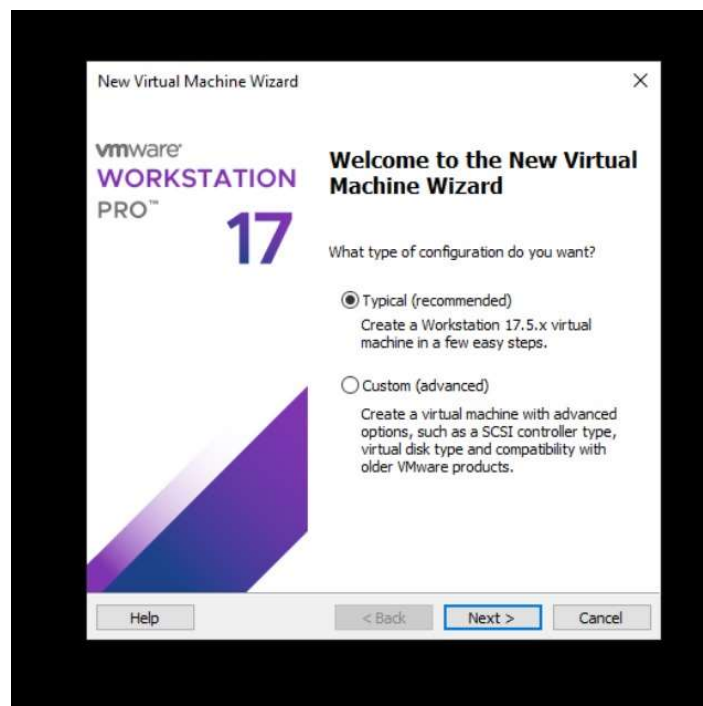 New Virtual Machine Wizard
vmware®
WORKSTATION
PRO™
17
Welcome to the New Virtual
Machine Wizard
What type of configuration do you want?
Typical (recommended)
Create a Workstation 17.5.x virtual
machine in a few easy steps.
Custom (advanced)
Create a virtual machine with advanced
options, such as a SCSI controller type,
virtual disk type and compatibility with
older VMware products.
Help
< Back
Next >
Cancel